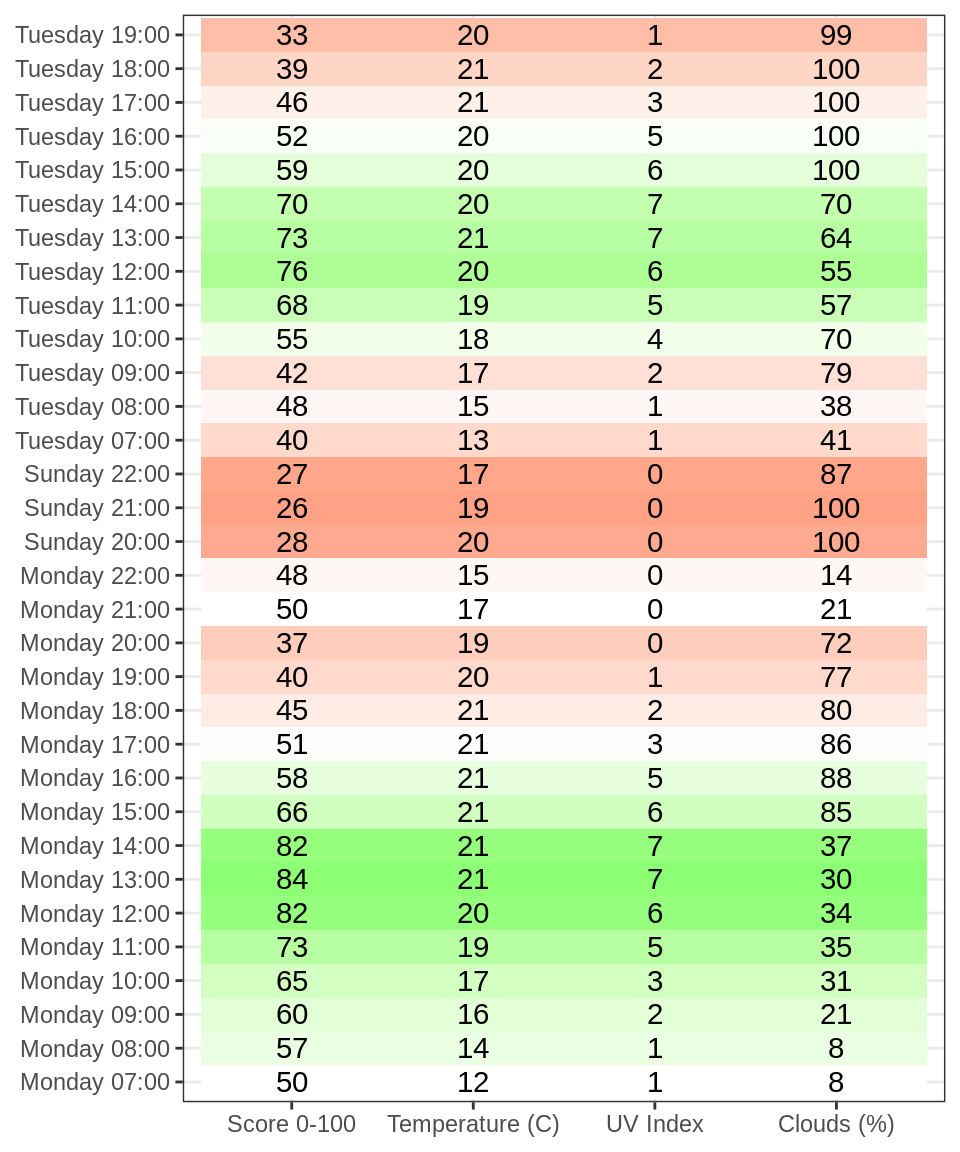 Tuesday 19:00 33 20 1 99
Tuesday 18:00 39 21 2 100
Tuesday 17:00 46 21 3 100
Tuesday 16:00 52 20 5 100
Tuesday 15:00 59 20 6 100
Tuesday 14:00 70 20 7 70
Tuesday 13:00 73 21 7 64
Tuesday 12:00 76 20 6 55
Tuesday 11:00 68 19 5 57
Tuesday 10:00 55 18 4 70
Tuesday 09:00 42 17 2 79
Tuesday 08:00 48 15 1 38
Tuesday 07:00 40 13 1 41
Sunday 22:00 27 17 0 87
Sunday 21:00 26 19 0 100
Sunday 20:00 28 20 0 100
Monday 22:00 48 15 0 14
Monday 21:00 50 17 0 21
Monday 20:00 37 19 0 72
Monday 19:00 40 20 1 77
Monday 18:00 45 21 2 80
Monday 17:00 51 21 3 86
Monday 16:00 58 21 5 88
Monday 15:00 66 21 6 85
Monday 14:00 82 21 7 37
Monday 13:00 84 21 7 30
Monday 12:00 82 20 6 34
Monday 11:00 73 19 5 35
Monday 10:00 65 17 3 31
Monday 09:00 60 16 2 21
Monday 08:00 57 14 1 8
Monday 07:00 50 12 1 8
Score 0-100 Temperature (C) UV Index Clouds (%)